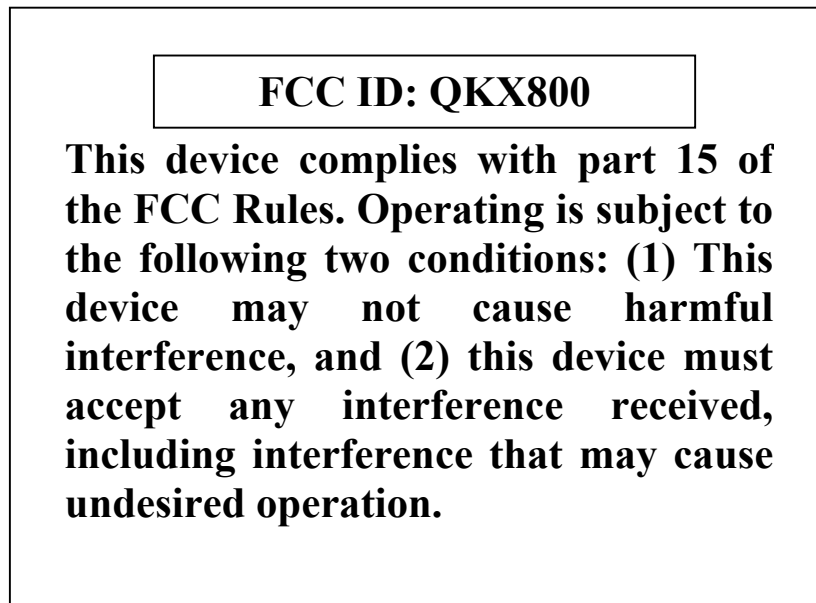 FCC ID: QKX800
This device complies with part 15 of
the FCC Rules. Operating is subject to
the following two conditions: (1) This
device may not cause harmful
interference, and (2) this device must
accept any interference received,
including interference that may cause
undesired operation.